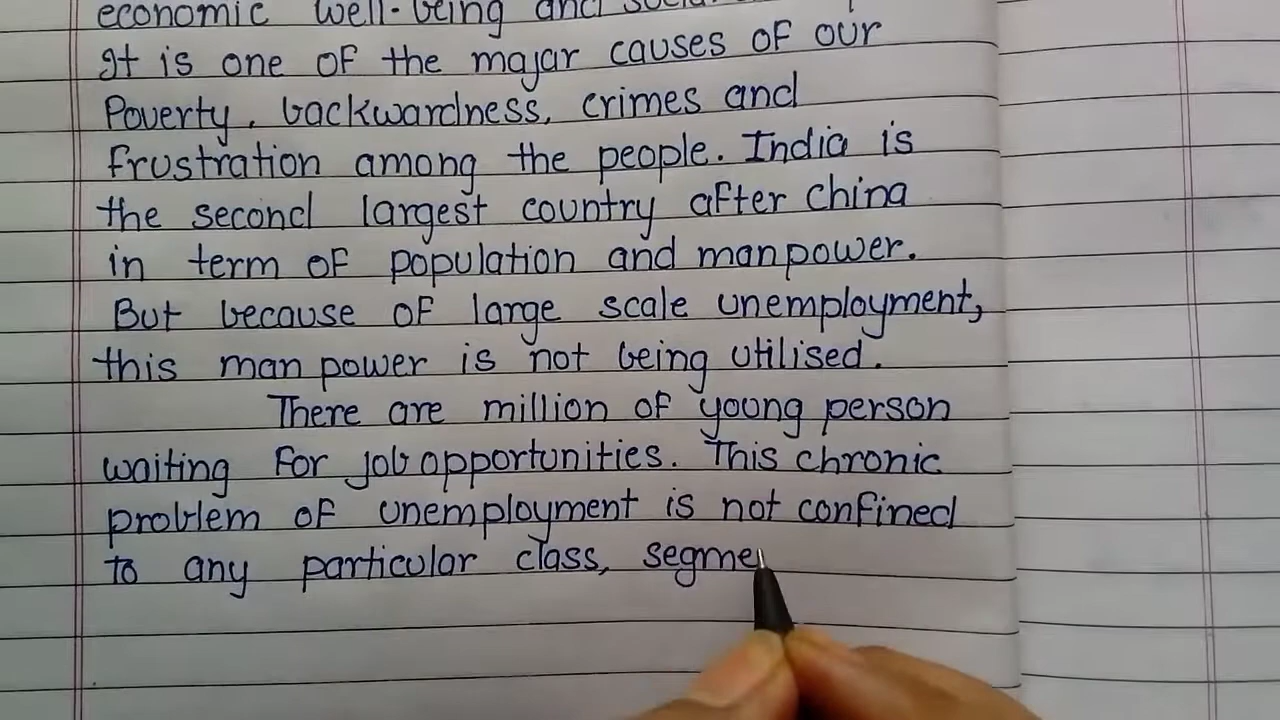 economic well-being and
It is one of the majar causes of our
Poverty, backwardness, crimes and
frustration among the people. India is
the second largest country after china
in term of population and manpower.
But because of large scale unemployment,
this man power is not being utilised.
There are million of young person
waiting for job opportunities. This chronic
problem of unemployment is not confined
to any particular class, segme